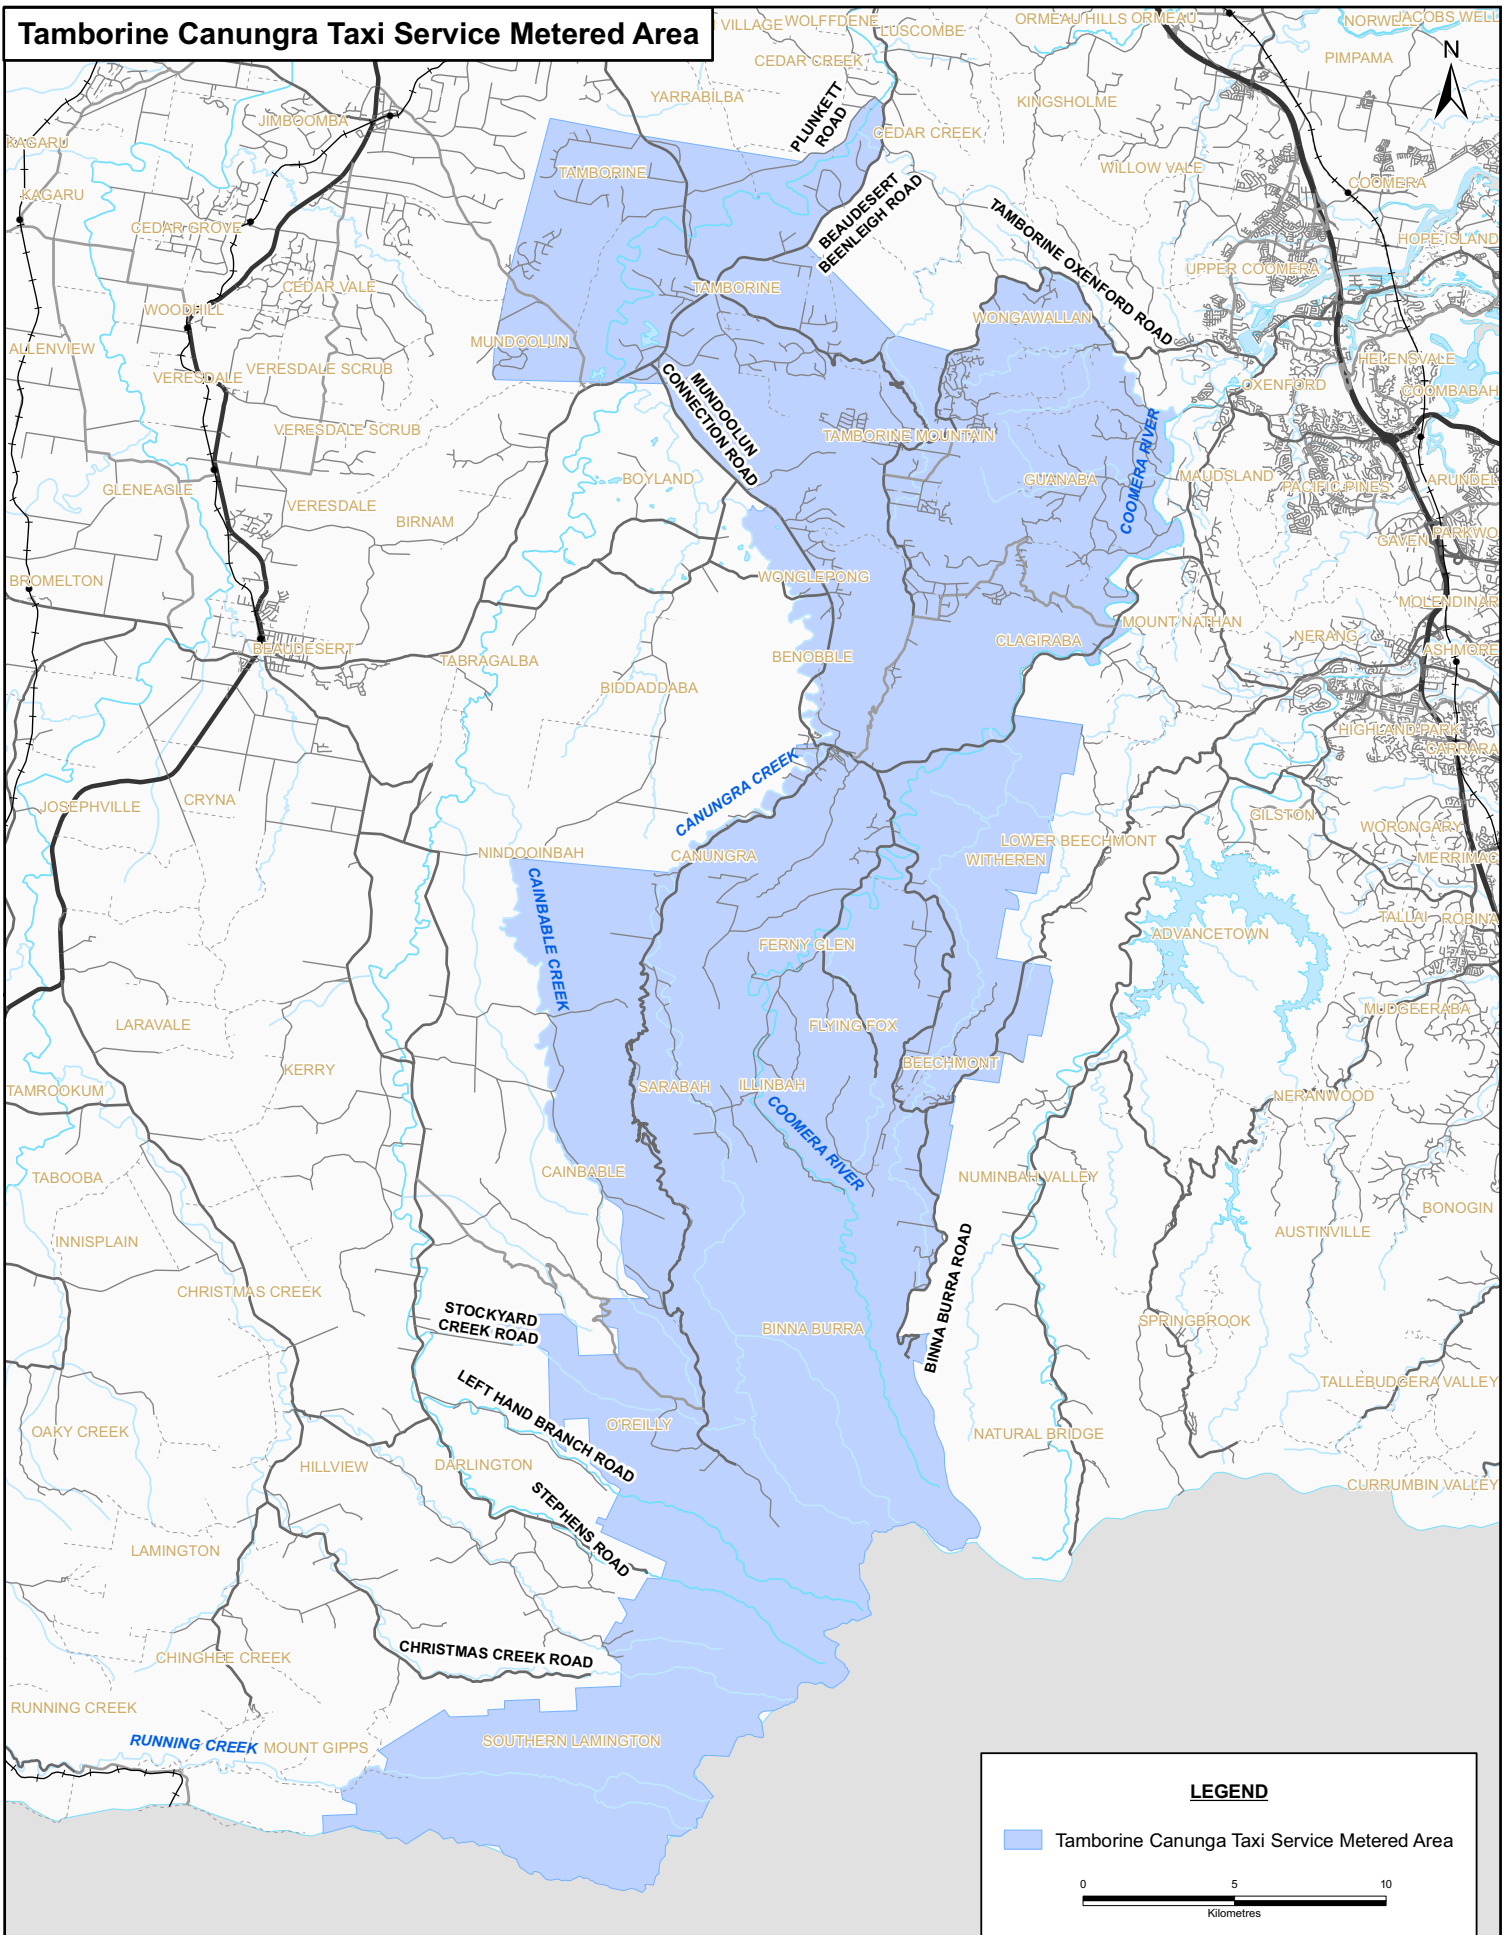 Tamborine Canungra Taxi Service Metered Area
VILLAGE
WOLFFDENE
LUSCOMBE
ORMEAU HILLS
ORMEAU
JACOBS WELL
CEDAR CREEK
PIMPAMA
N
YARRABILBA
KINGSHOLME
PLUNKETT
ROAD
JIMBOOMBA
CEDAR CREEK
KAGARU
TAMBORINE
WILLOW VALE
COOMERA
KAGARU
CEDAR GROVE
BEAUDESERT
BEENLEIGH ROAD
TAMBORINE OXENFORD ROAD
HOPE ISLAND
UPPER COOMERA
CEDAR VALE
TAMBORINE
WOODHILL
WONGAWALLAN
MUNDOOLUN
ALLENVIEW
HELENSVALE
VERESDALE
VERESDALE SCRUB
OXENFORD
COOMBABAH
MUNDOOLUN
CONNECTION ROAD
VERESDALE SCRUB
TAMBORINE MOUNTAIN
COOMERA RIVER
BOYLAND
GUANABA
MAUDSLAND
PACIFIC PINES
ARUNDEL
GLENEAGLE
VERESDALE
BIRNAM
GAVEN
PARKWO
WONGLEPONG
BROMELTON
MOLENDINAR
MOUNT NATHAN
NERANG
CLAGIRABA
BEAUDESERT
BENOBBLE
ASHMORE
TABRAGALBA
BIDDADDABA
HIGHLAND PARK
CARRARA
CANUNGRA CREEK
JOSEPHVILLE
CRYNA
GILSTON
WORONGARY
LOWER BEECHMONT
NINDOOINBAH
CANUNGRA
WITHEREN
MERRIMAC
CAINBABLE CREEK
TALLAI
ROBINA
ADVANCETOWN
FERNY GLEN
MUDGEERABA
LARAVALE
FLYING FOX
KERRY
BEECHMONT
TAMROOKUM
SARABAH
ILLINBAH
NERANWOOD
COOMERA RIVER
TABOOBA
CAINBABLE
NUMINBAH VALLEY
BONOGIN
INNISPLAIN
AUSTINVILLE
CHRISTMAS CREEK
BINNA BURRA ROAD
STOCKYARD
CREEK ROAD
BINNA BURRA
SPRINGBROOK
LEFT HAND BRANCH ROAD
TALLEBUDGERA VALLEY
OAKY CREEK
O'REILLY
NATURAL BRIDGE
HILLVIEW
DARLINGTON
CURRUMBIN VALLEY
STEPHENS ROAD
LAMINGTON
CHRISTMAS CREEK ROAD
CHINGHEE CREEK
RUNNING CREEK
RUNNING CREEK
MOUNT GIPPS
SOUTHERN LAMINGTON
LEGEND
Tamborine Canunga Taxi Service Metered Area
0 5 10
Kilometres